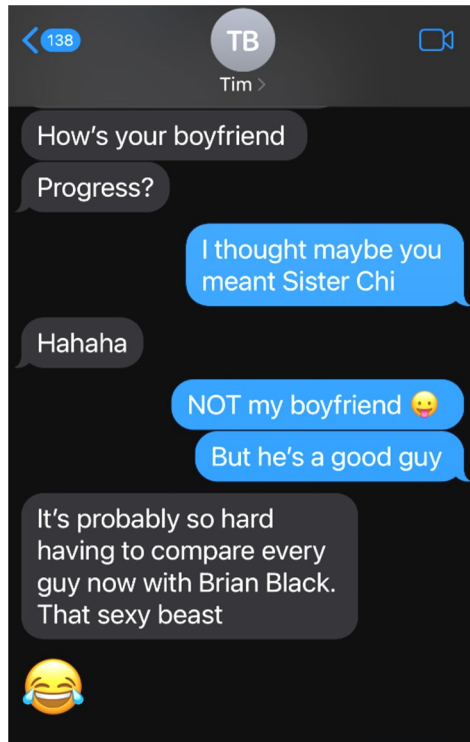 138
TB
Tim
How's your boyfriend
Progress?
I thought maybe you
meant Sister Chi
Hahaha
NOT my boyfriend 😛
But he's a good guy
It's probably so hard
having to compare every
guy now with Brian Black.
That sexy beast
😂